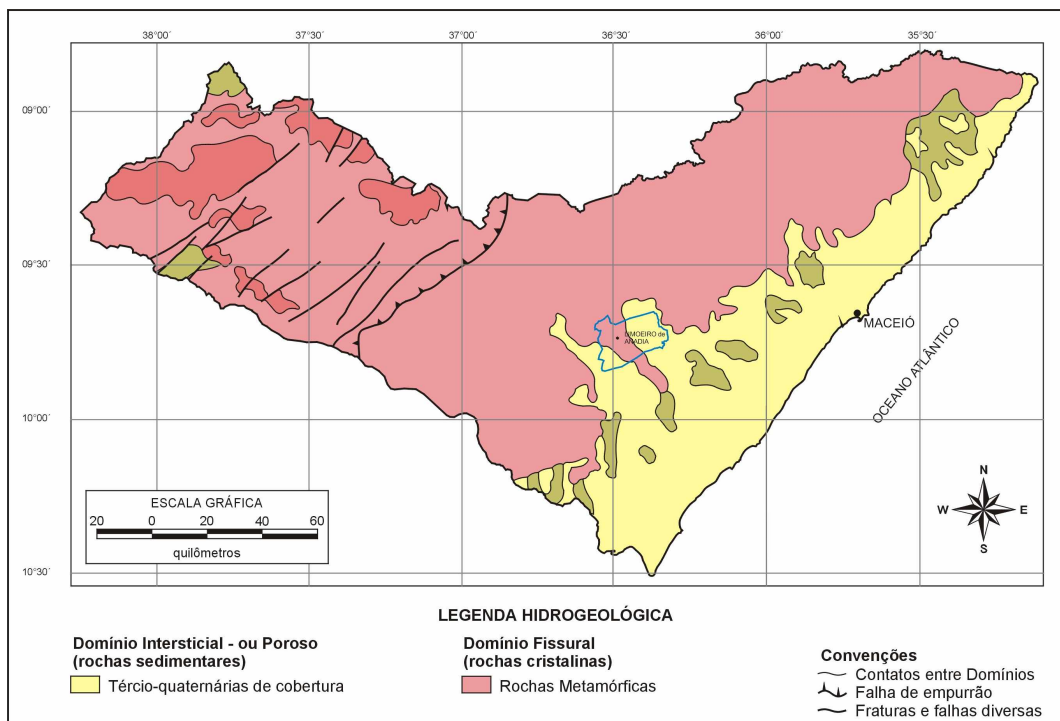 38°00´ 37°30´ 37°00´ 36°30´ 36°00´ 35°30´
09°00´
09°30´
10°00´
10°30´
LIMOEIRO de
ANADIA
MACEIÓ
OCEANO ATLÂNTICO
ESCALA GRÁFICA
20 0 20 40 60
quilômetros
N
W E
S
LEGENDA HIDROGEOLÓGICA
Domínio Intersticial - ou Poroso
(rochas sedimentares)
Tércio-quaternárias de cobertura
Domínio Fissural
(rochas cristalinas)
Rochas Metamórficas
Convenções
Contatos entre Domínios
Falha de empurrão
Fraturas e falhas diversas